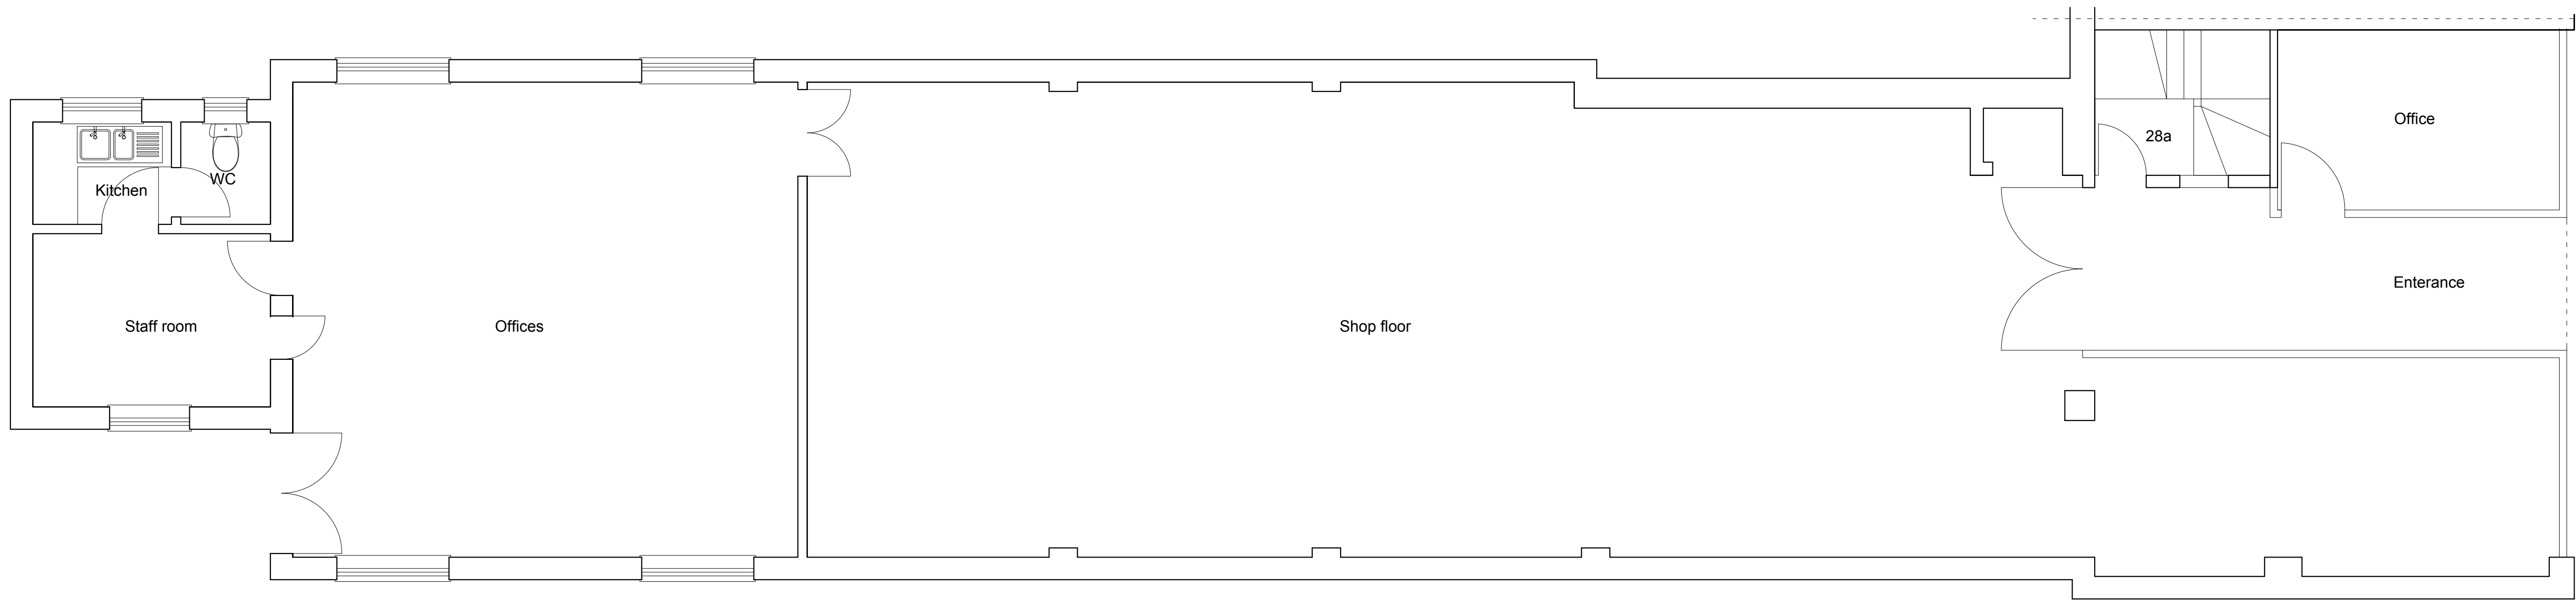 Office
28a
WC
Kitchen
Enterance
Staff room
Offices
Shop floor